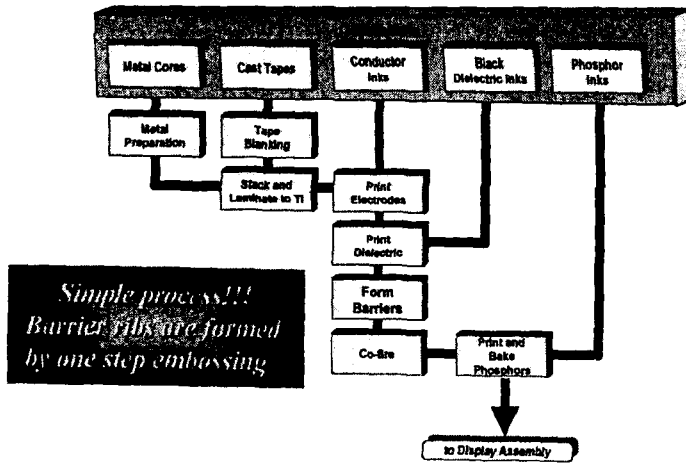 Metal Cores
Cast Tapes
Conductor
Inks
Black
Dielectric Inks
Phosphor
Inks
Metal
Preparation
Tape
Blanking
Stack and
Laminate to Ti
Print
Electrodes
Print
Dielectric
Form
Barriers
Co-fire
Print and
Bake
Phosphors
to Display Assembly
Simple process!!!
Barrier ribs are formed
by one step embossing